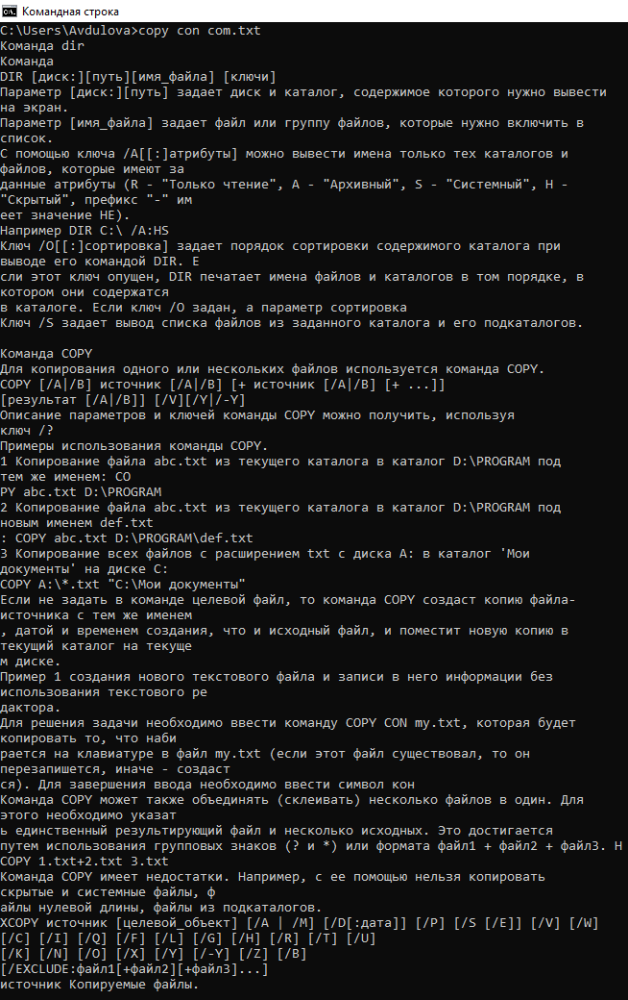 Командная строка
C:\Users\Avdulova>copy con com.txt
Команда dir
Команда
DIR [диск:][путь][имя_файла] [ключи]
Параметр [диск:][путь] задает диск и каталог, содержимое которого нужно вывести
на экран.
Параметр [имя_файла] задает файл или группу файлов, которые нужно включить в
список.
С помощью ключа /A[[:]атрибуты] можно вывести имена только тех каталогов и
файлов, которые имеют за
данные атрибуты (R - "Только чтение", A - "Архивный", S - "Системный", H -
"Скрытый", префикс "-" им
еет значение НЕ).
Например DIR C:\ /A:HS
Ключ /O[[:]сортировка] задает порядок сортировки содержимого каталога при
выводе его командой DIR. Е
сли этот ключ опущен, DIR печатает имена файлов и каталогов в том порядке, в
котором они содержатся
в каталоге. Если ключ /O задан, а параметр сортировка
Ключ /S задает вывод списка файлов из заданного каталога и его подкаталогов.
Команда COPY
Для копирования одного или нескольких файлов используется команда COPY.
COPY [/A|/B] источник [/A|/B] [+ источник [/A|/B] [+ ...]]
[результат [/A|/B]] [/V][/Y|/-Y]
Описание параметров и ключей команды COPY можно получить, используя
ключ /?
Примеры использования команды COPY.
1 Копирование файла abc.txt из текущего каталога в каталог D:\PROGRAM под
тем же именем: CO
PY abc.txt D:\PROGRAM
2 Копирование файла abc.txt из текущего каталога в каталог D:\PROGRAM под
новым именем def.txt
: COPY abc.txt D:\PROGRAM\def.txt
3 Копирование всех файлов с расширением txt с диска A: в каталог 'Мои
документы' на диске C:
COPY A:\*.txt "C:\Мои документы"
Если не задать в команде целевой файл, то команда COPY создаст копию файла-
источника с тем же именем
, датой и временем создания, что и исходный файл, и поместит новую копию в
текущий каталог на текуще
м диске.
Пример 1 создания нового текстового файла и записи в него информации без
использования текстового ре
дактора.
Для решения задачи необходимо ввести команду COPY CON my.txt, которая будет
копировать то, что наби
рается на клавиатуре в файл my.txt (если этот файл существовал, то он
перезапишется, иначе - создаст
ся). Для завершения ввода необходимо ввести символ кон
Команда COPY может также объединять (склеивать) несколько файлов в один. Для
этого необходимо указат
ь единственный результирующий файл и несколько исходных. Это достигается
путем использования групповых знаков (? и *) или формата файл1 + файл2 + файл3. Н
COPY 1.txt+2.txt 3.txt
Команда COPY имеет недостатки. Например, с ее помощью нельзя копировать
скрытые и системные файлы, ф
айлы нулевой длины, файлы из подкаталогов.
XCOPY источник [целевой_объект] [/A | /M] [/D[:дата]] [/P] [/S [/E]] [/V] [/W]
[/C] [/I] [/Q] [/F] [/L] [/G] [/H] [/R] [/T] [/U]
[/K] [/N] [/O] [/X] [/Y] [/-Y] [/Z] [/B]
[/EXCLUDE:файл1[+файл2][+файл3]...]
источник Копируемые файлы.